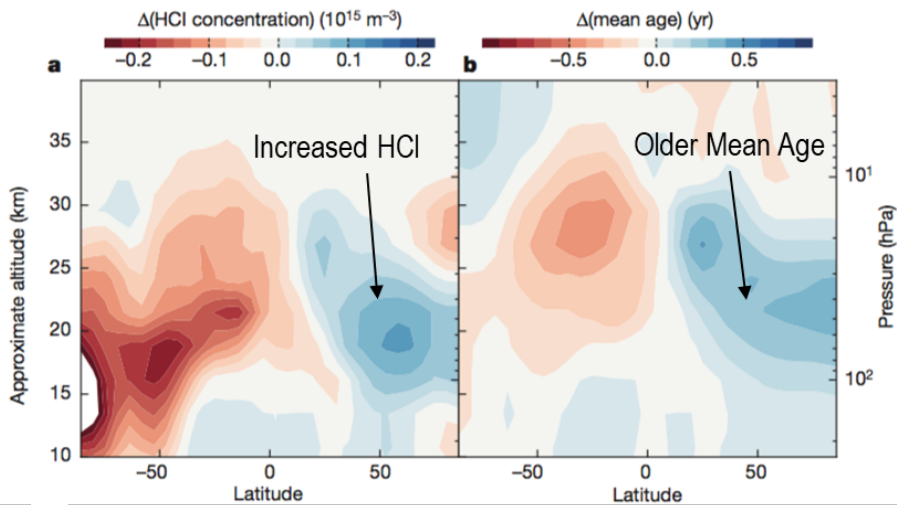 Δ(HCl concentration) (10¹⁵ m⁻³)
−0.2 −0.1 0.0 0.1 0.2
a
Increased HCl
35
30
25
20
15
10
Approximate altitude (km)
−50 0 50
Latitude
Δ(mean age) (yr)
−0.5 0.0 0.5
b
Older Mean Age
10¹
10²
Pressure (hPa)
−50 0 50
Latitude